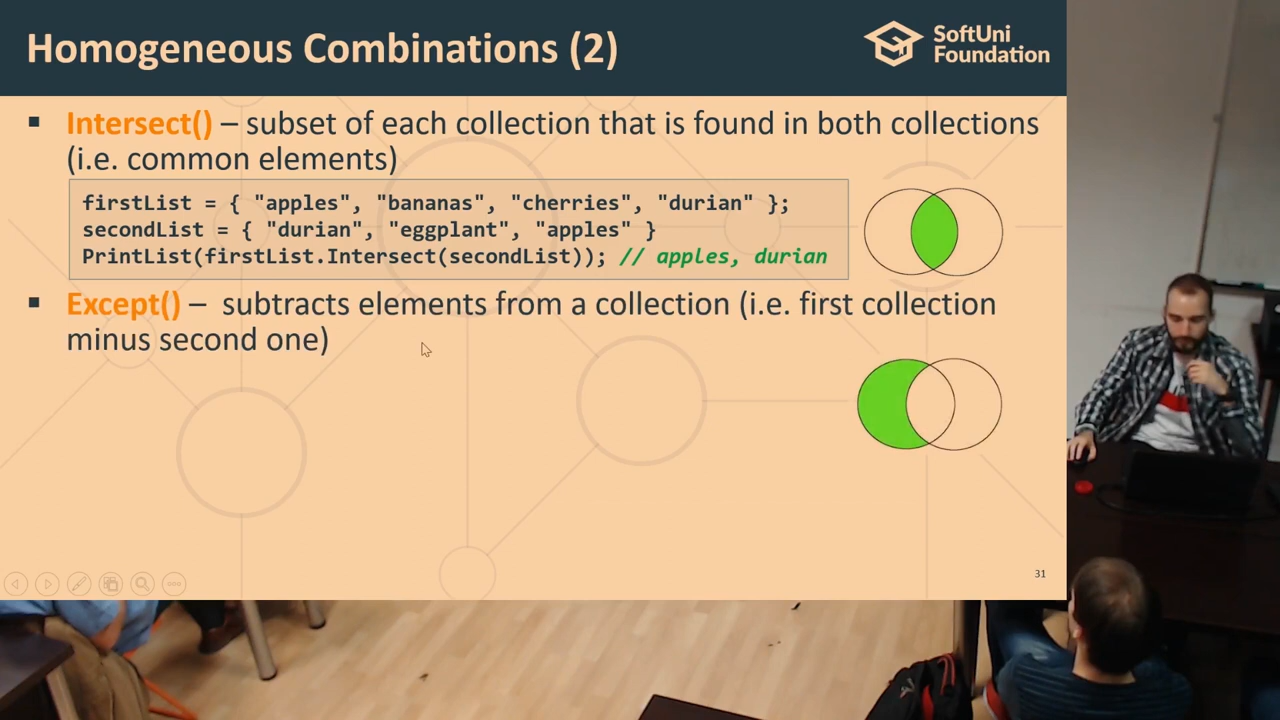 Homogeneous Combinations (2)
SoftUni
Foundation
▪ Intersect() – subset of each collection that is found in both collections
(i.e. common elements)
firstList = { "apples", "bananas", "cherries", "durian" };
secondList = { "durian", "eggplant", "apples" }
PrintList(firstList.Intersect(secondList)); // apples, durian
▪ Except() – subtracts elements from a collection (i.e. first collection
minus second one)
31